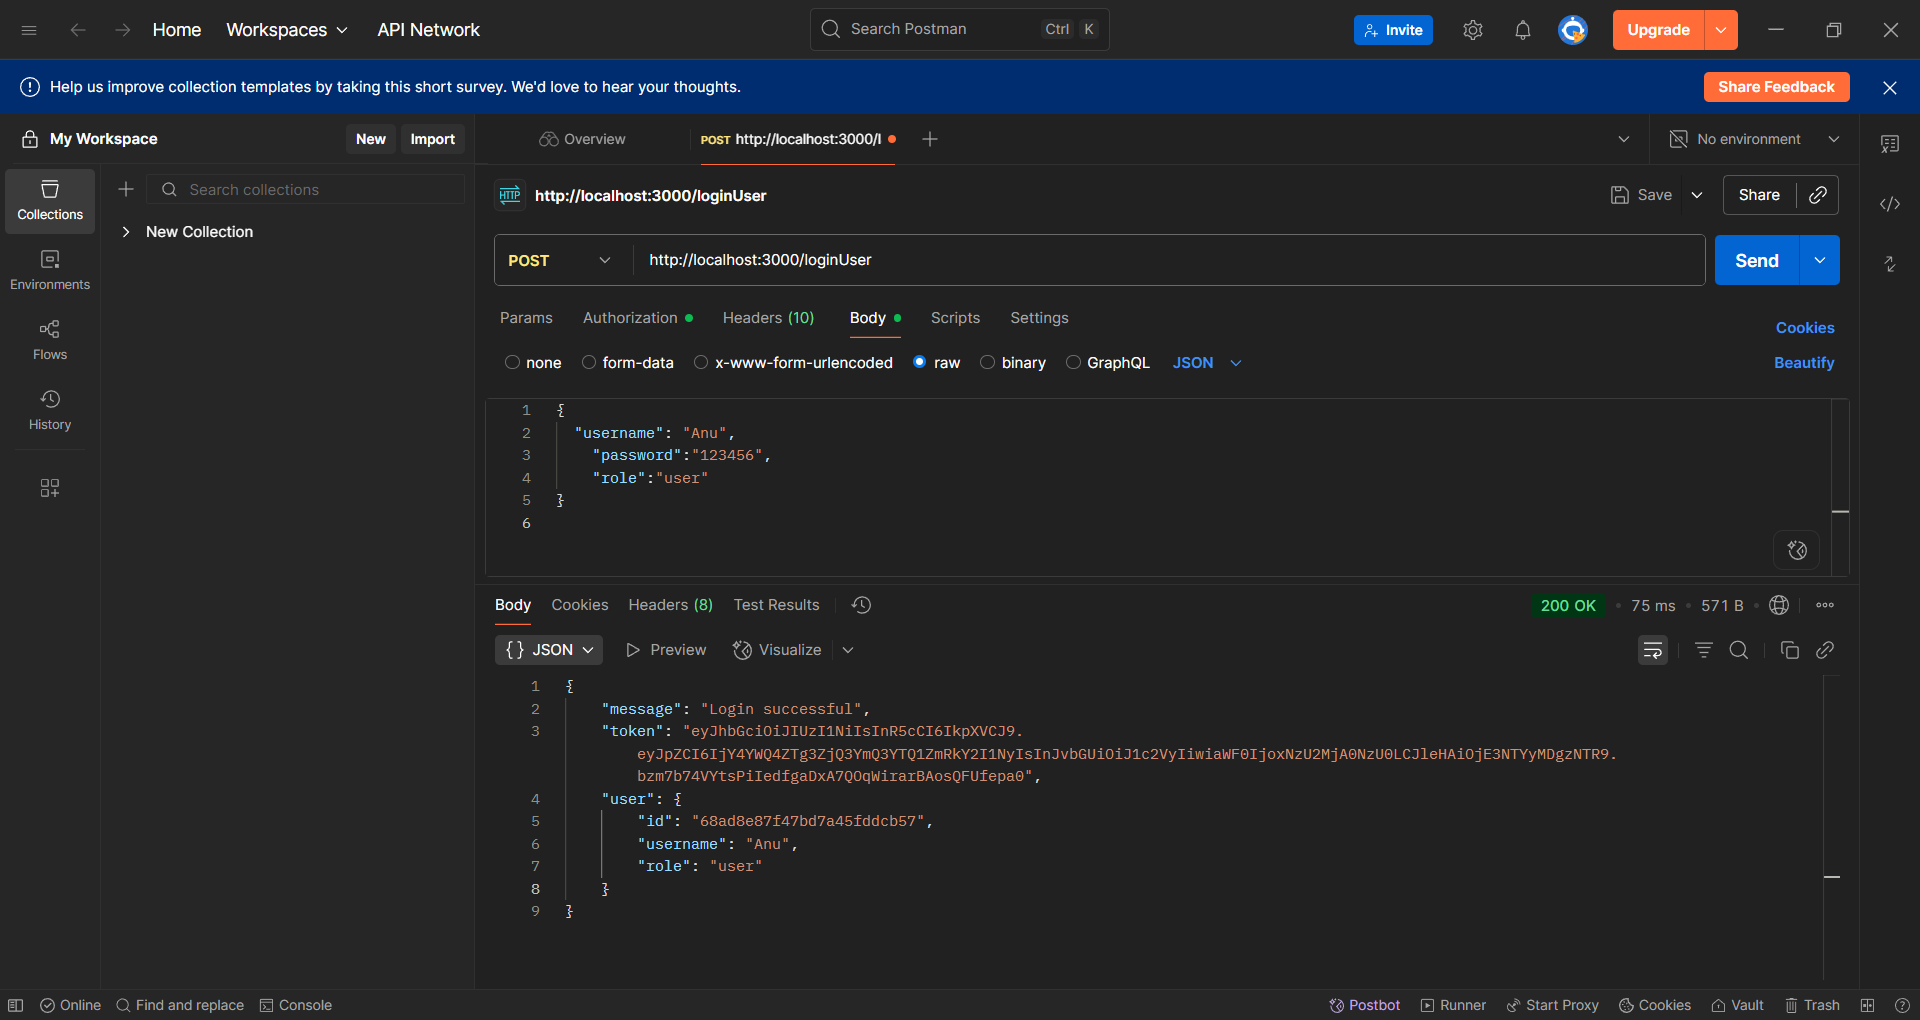 Home Workspaces API Network Search Postman Ctrl K Invite Upgrade
Help us improve collection templates by taking this short survey. We'd love to hear your thoughts. Share Feedback
My Workspace New Import Overview POST http://localhost:3000/l No environment
Collections Search collections
New Collection
Environments
Flows
History
HTTP http://localhost:3000/loginUser Save Share
POST http://localhost:3000/loginUser Send
Params Authorization Headers (10) Body Scripts Settings Cookies
none form-data x-www-form-urlencoded raw binary GraphQL JSON Beautify
1 {
2 "username": "Anu",
3 "password":"123456",
4 "role":"user"
5 }
6
Body Cookies Headers (8) Test Results 200 OK • 75 ms • 571 B •
{} JSON Preview Visualize
1 {
2 "message": "Login successful",
3 "token": "eyJhbGciOiJIUzI1NiIsInR5cCI6IkpXVCJ9.
eyJpZCI6IjY4YWQ4ZTg3ZjQ3YmQ3YTQ1ZmRkY2I1NyIsInJvbGUiOiJ1c2VyIiwiaWF0IjoxNzU2MjA0NzU0LCJleHAiOjE3NTYyMDgzNTR9.
bzm7b74VYtsPiIedfgaDxA7QOqWirarBAosQFUfepa0",
4 "user": {
5 "id": "68ad8e87f47bd7a45fddcb57",
6 "username": "Anu",
7 "role": "user"
8 }
9 }
Online Find and replace Console Postbot Runner Start Proxy Cookies Vault Trash